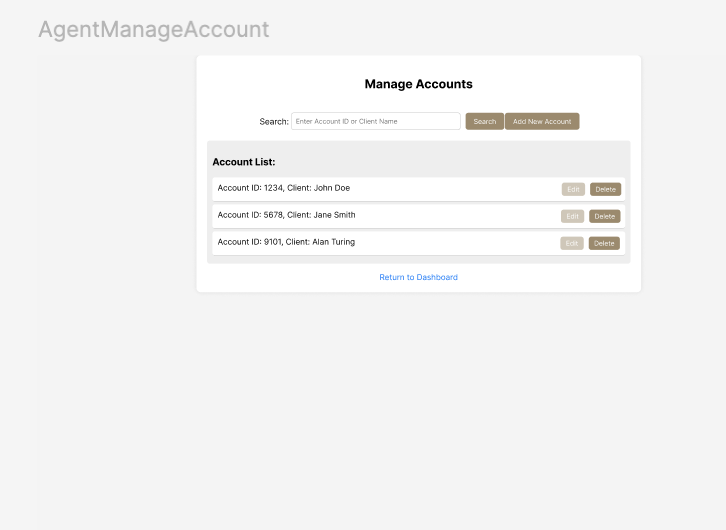 AgentManageAccount
Manage Accounts
Search: Enter Account ID or Client Name Search Add New Account
Account List:
Account ID: 1234, Client: John Doe Edit Delete
Account ID: 5678, Client: Jane Smith Edit Delete
Account ID: 9101, Client: Alan Turing Edit Delete
Return to Dashboard